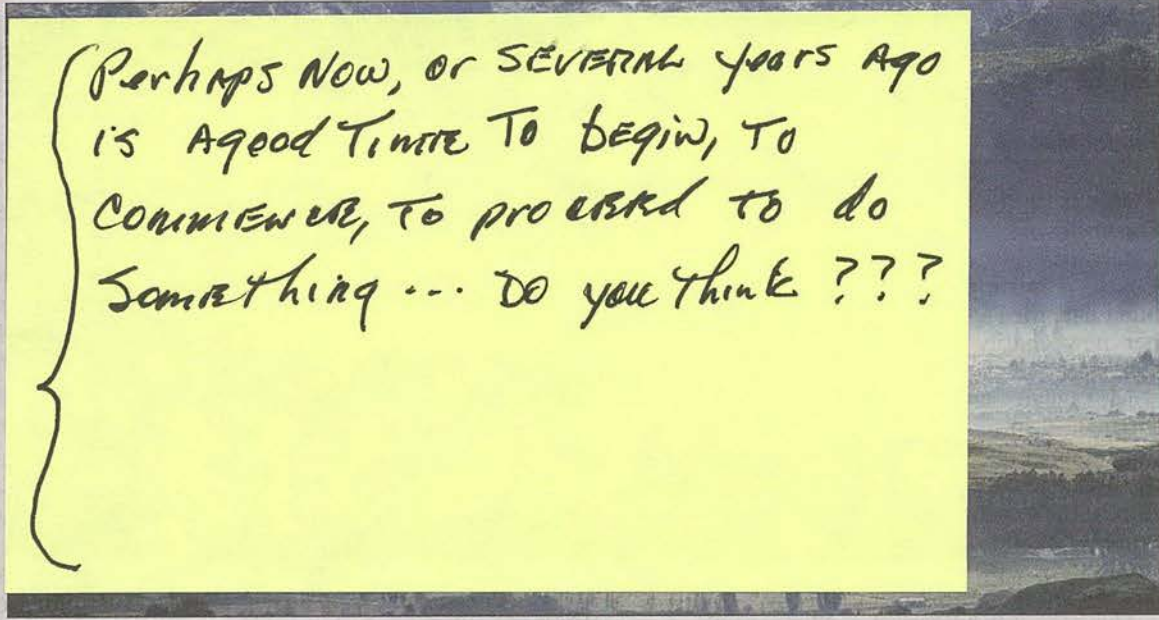 Perhaps Now, or SEVERAL years Ago
is Agood Time To begin, To
Commence, To proceed to do
Something ... Do you think ???